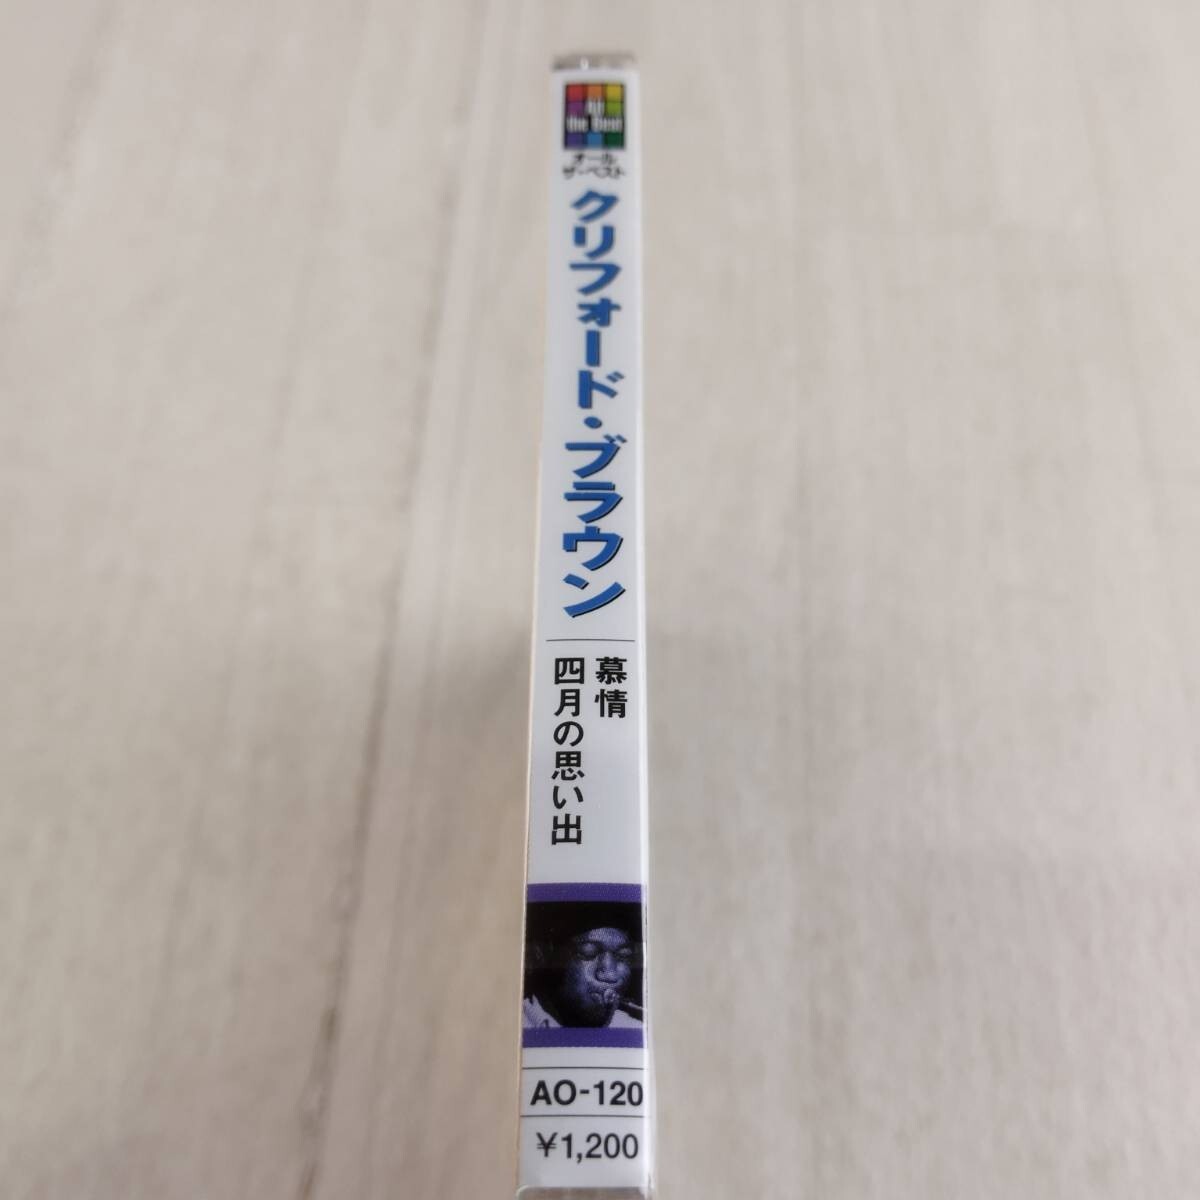 All
the Best
オール
ザ・ベスト
クリフォード・ブラウン
慕情
四月の思い出
AO-120
¥1,200